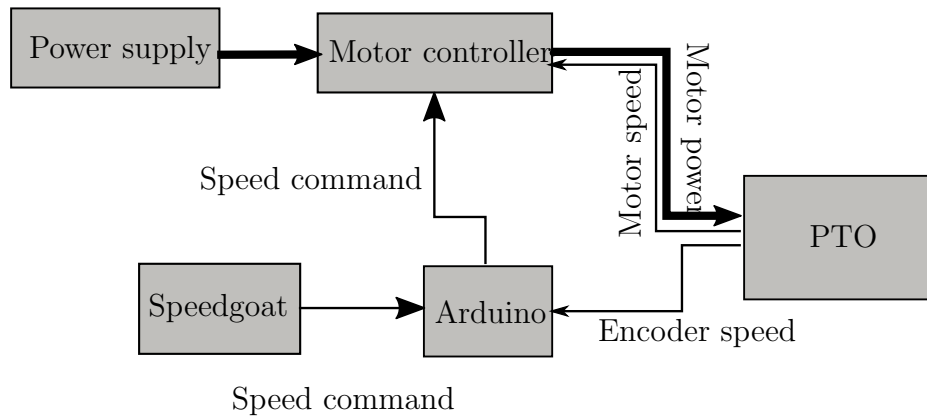 Power supply
Motor controller
Motor speed
Motor power
Speed command
PTO
Speedgoat
Arduino
Encoder speed
Speed command